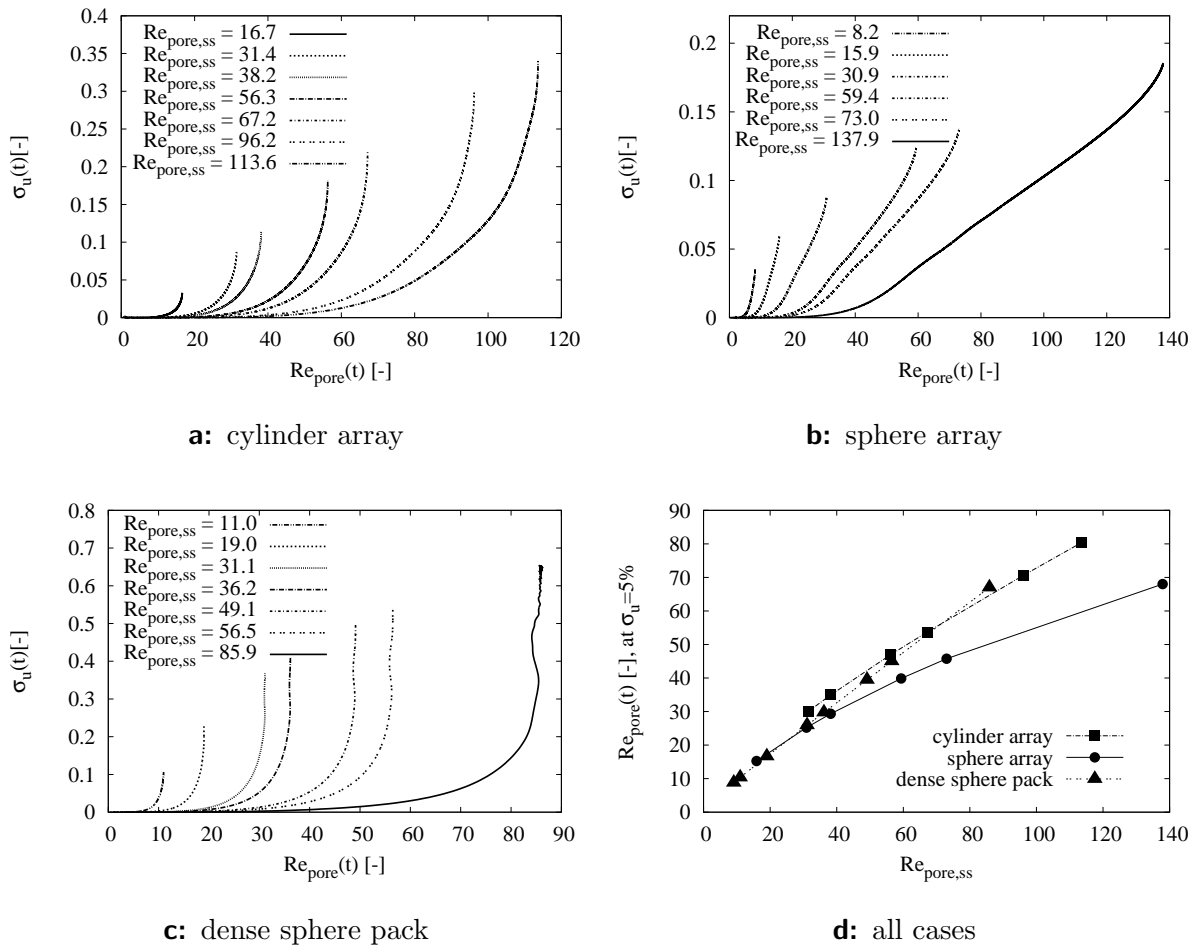 0.4
0.35
0.3
0.25
0.2
0.15
0.1
0.05
0
σu(t)[-]
Repore,ss = 16.7
Repore,ss = 31.4
Repore,ss = 38.2
Repore,ss = 56.3
Repore,ss = 67.2
Repore,ss = 96.2
Repore,ss = 113.6
0 20 40 60 80 100 120
Repore(t) [-]
a: cylinder array
0.2
0.15
0.1
0.05
0
σu(t)[-]
Repore,ss = 8.2
Repore,ss = 15.9
Repore,ss = 30.9
Repore,ss = 59.4
Repore,ss = 73.0
Repore,ss = 137.9
0 20 40 60 80 100 120 140
Repore(t) [-]
b: sphere array
0.8
0.7
0.6
0.5
0.4
0.3
0.2
0.1
0
σu(t)[-]
Repore,ss = 11.0
Repore,ss = 19.0
Repore,ss = 31.1
Repore,ss = 36.2
Repore,ss = 49.1
Repore,ss = 56.5
Repore,ss = 85.9
0 10 20 30 40 50 60 70 80 90
Repore(t) [-]
c: dense sphere pack
90
80
70
60
50
40
30
20
10
0
Repore(t) [-], at σu=5%
cylinder array
sphere array
dense sphere pack
0 20 40 60 80 100 120 140
Repore,ss
d: all cases